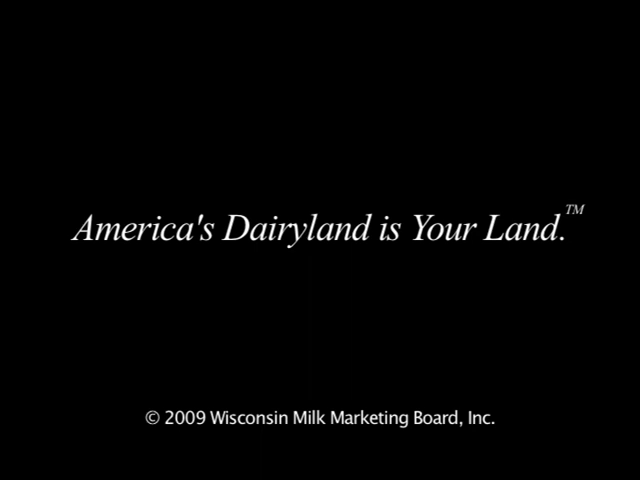 America's Dairyland is Your Land.™
© 2009 Wisconsin Milk Marketing Board, Inc.